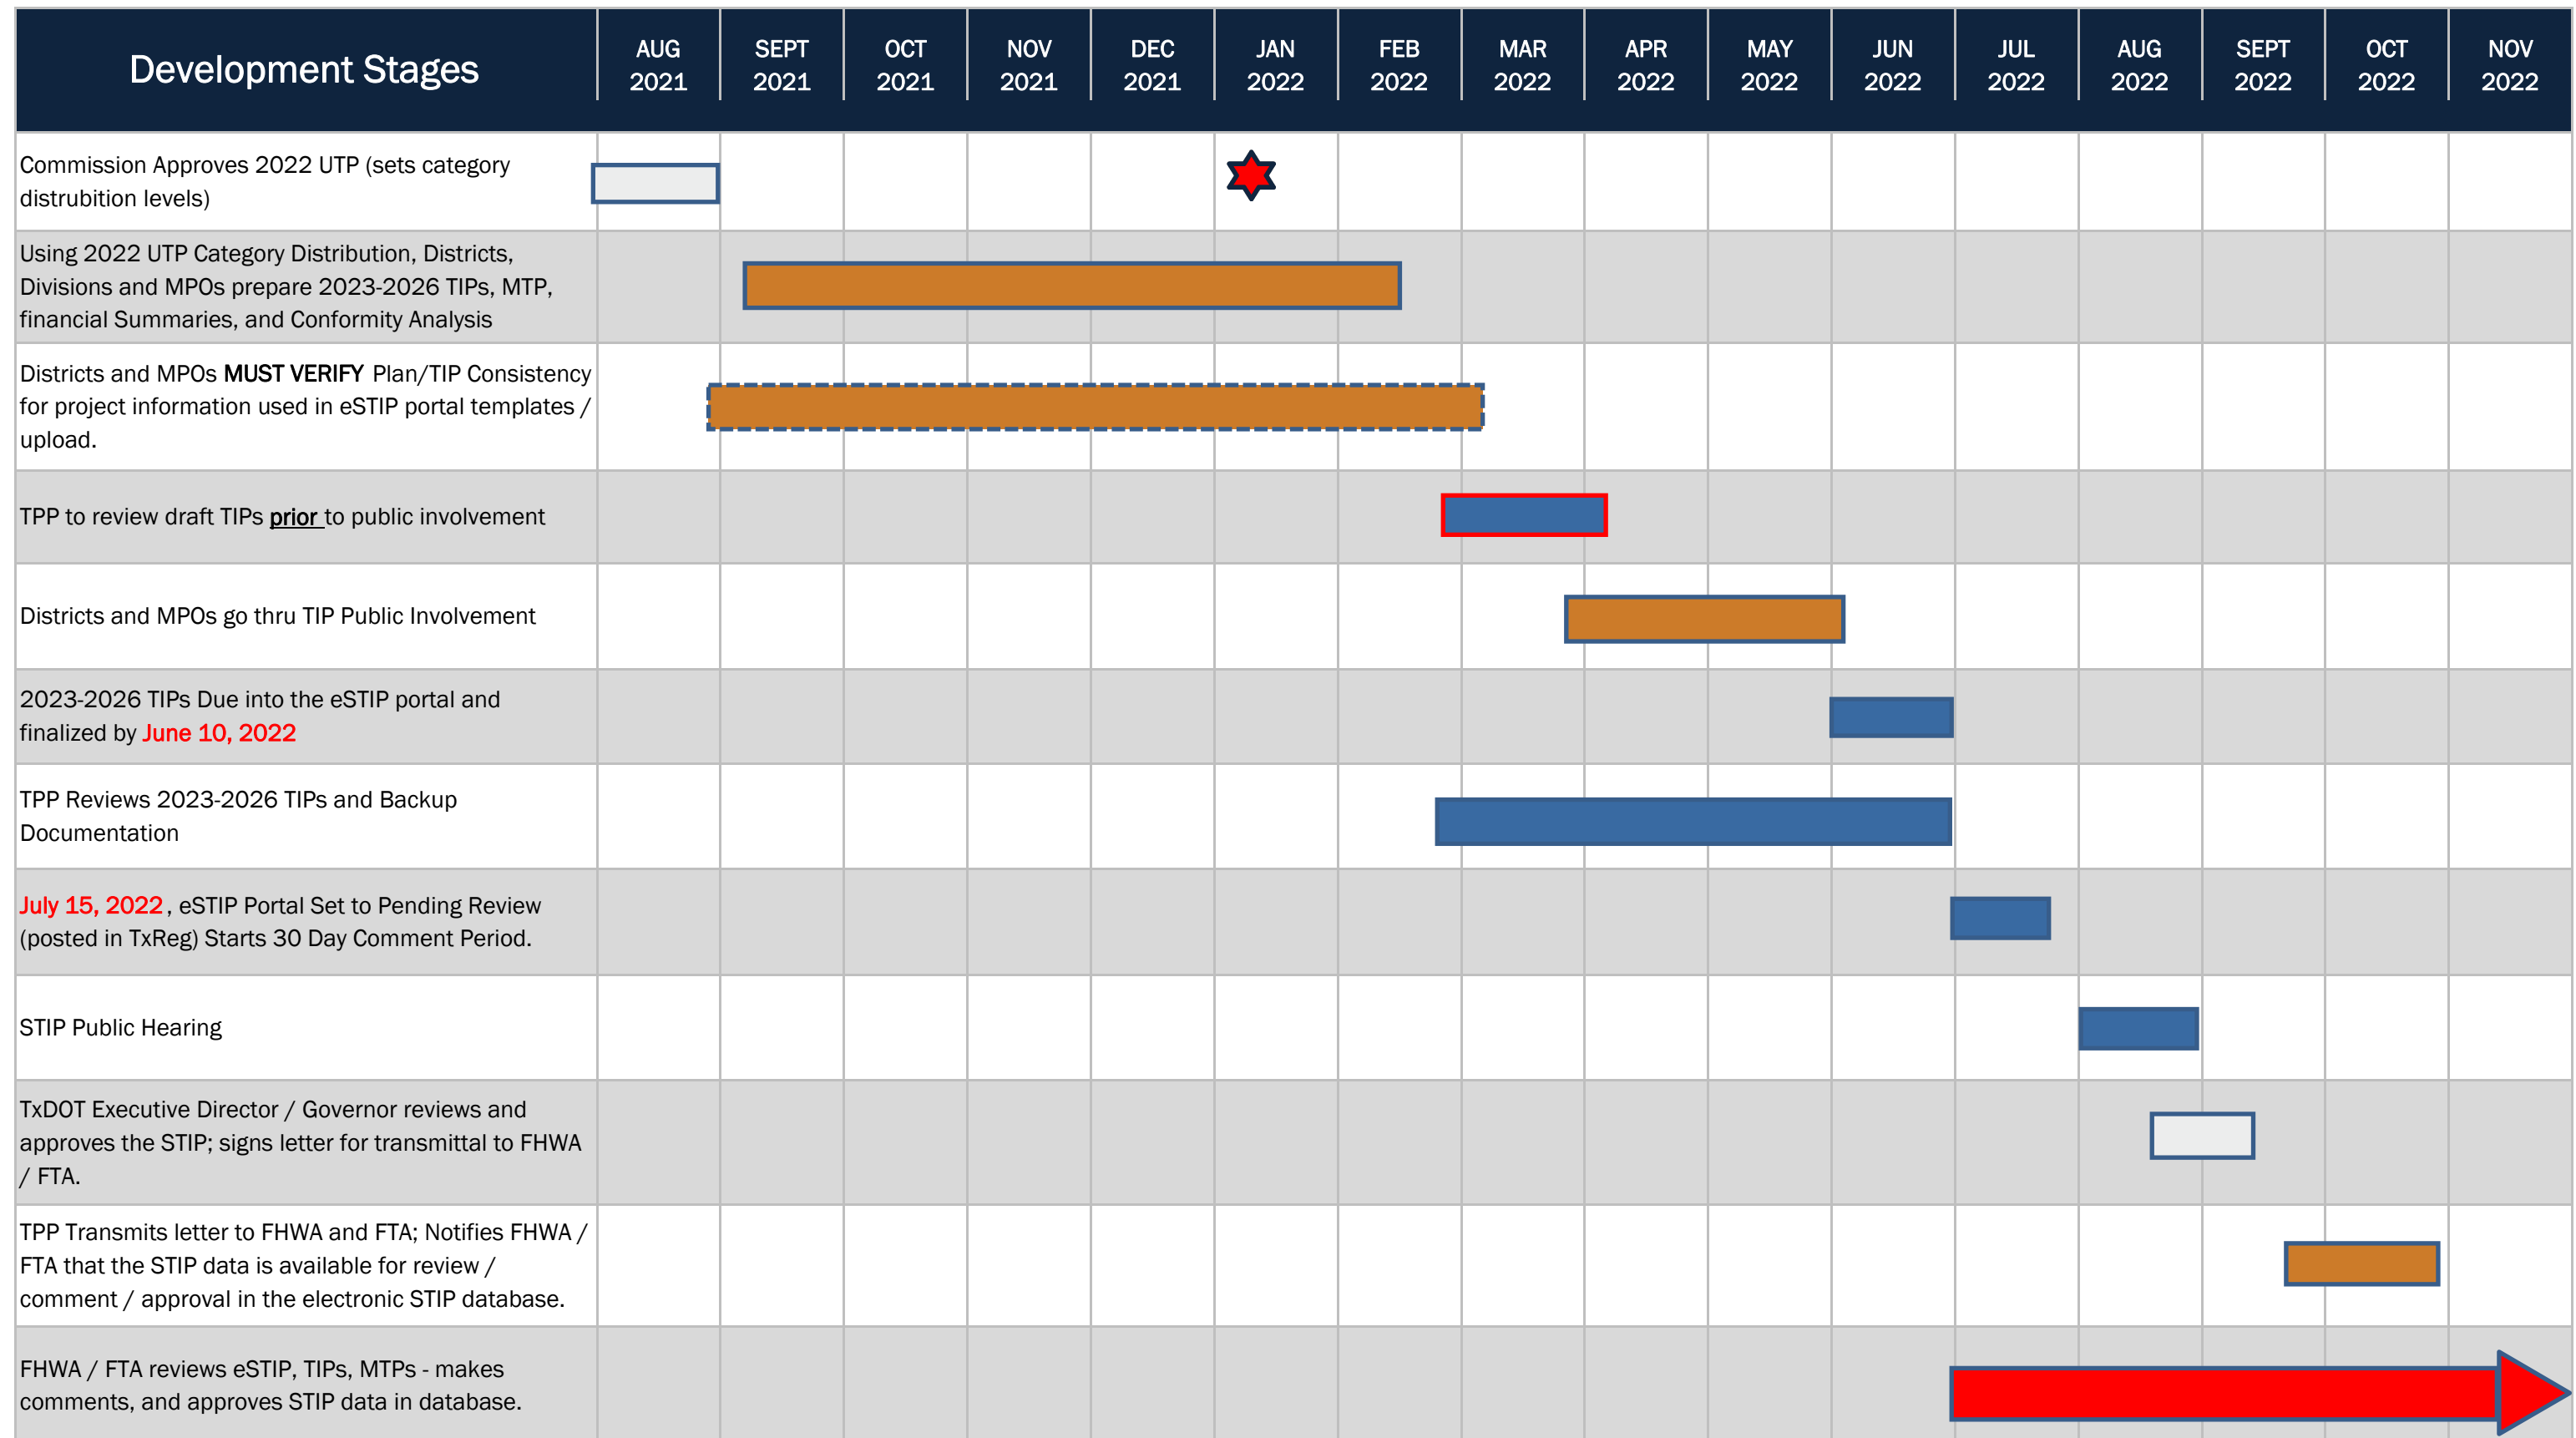 Development Stages
AUG 2021
SEPT 2021
OCT 2021
NOV 2021
DEC 2021
JAN 2022
FEB 2022
MAR 2022
APR 2022
MAY 2022
JUN 2022
JUL 2022
AUG 2022
SEPT 2022
OCT 2022
NOV 2022
Commission Approves 2022 UTP (sets category
distrubition levels)
Using 2022 UTP Category Distribution, Districts,
Divisions and MPOs prepare 2023-2026 TIPs, MTP,
financial Summaries, and Conformity Analysis
Districts and MPOs MUST VERIFY Plan/TIP Consistency
for project information used in eSTIP portal templates /
upload.
TPP to review draft TIPs prior to public involvement
Districts and MPOs go thru TIP Public Involvement
2023-2026 TIPs Due into the eSTIP portal and
finalized by June 10, 2022
TPP Reviews 2023-2026 TIPs and Backup
Documentation
July 15, 2022, eSTIP Portal Set to Pending Review
(posted in TxReg) Starts 30 Day Comment Period.
STIP Public Hearing
TxDOT Executive Director / Governor reviews and
approves the STIP; signs letter for transmittal to FHWA
/ FTA.
TPP Transmits letter to FHWA and FTA; Notifies FHWA /
FTA that the STIP data is available for review /
comment / approval in the electronic STIP database.
FHWA / FTA reviews eSTIP, TIPs, MTPs - makes
comments, and approves STIP data in database.